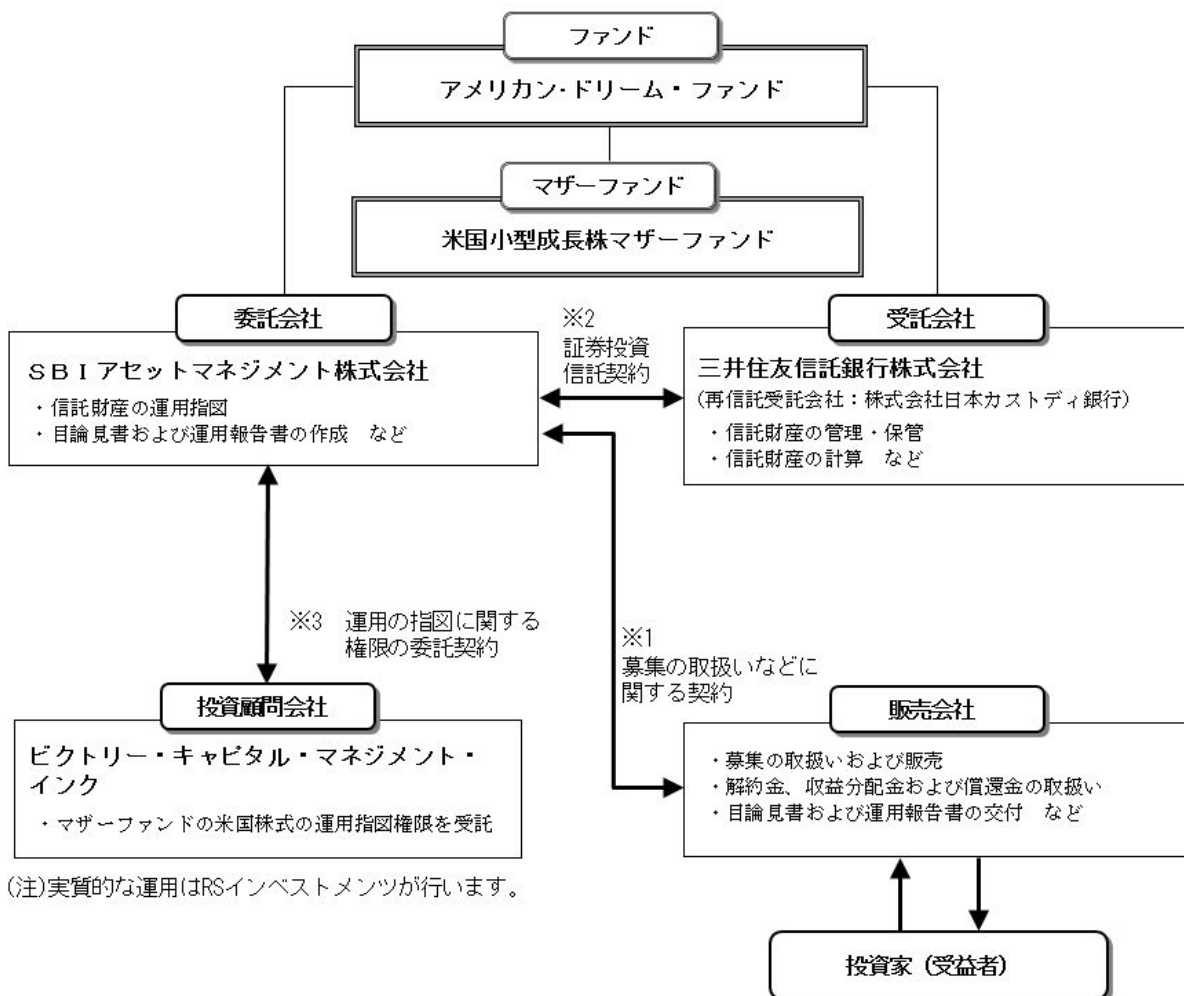 ファンド
アメリカン・ドリーム・ファンド
マザーファンド
米国小型成長株マザーファンド
委託会社
ＳＢＩアセットマネジメント株式会社
・信託財産の運用指図
・目論見書および運用報告書の作成　など
※2
証券投資
信託契約
受託会社
三井住友信託銀行株式会社
(再信託受託会社：株式会社日本カストディ銀行)
・信託財産の管理・保管
・信託財産の計算　など
※3　運用の指図に関する
権限の委託契約
※1
募集の取扱いなどに
関する契約
投資顧問会社
ビクトリー・キャピタル・マネジメント・
インク
・マザーファンドの米国株式の運用指図権限を受託
(注)実質的な運用はRSインベストメンツが行います。
販売会社
・募集の取扱いおよび販売
・解約金、収益分配金および償還金の取扱い
・目論見書および運用報告書の交付　など
投資家（受益者）